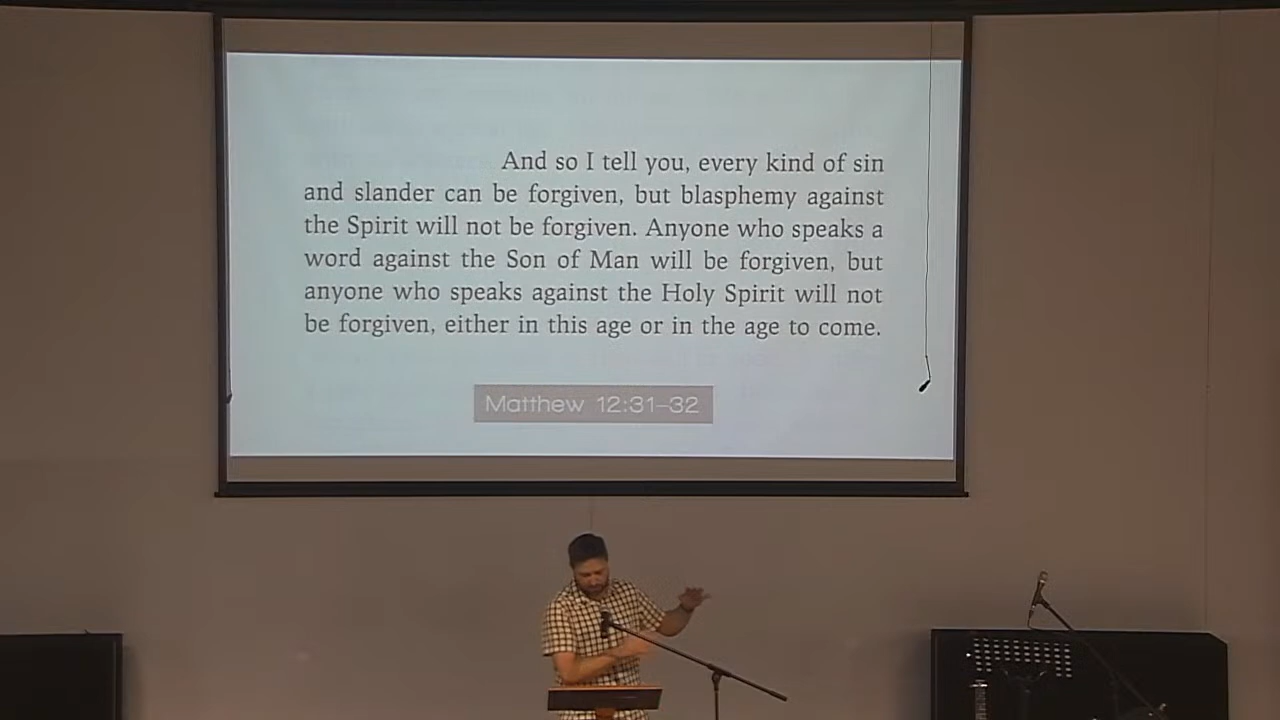 And so I tell you, every kind of sin
and slander can be forgiven, but blasphemy against
the Spirit will not be forgiven. Anyone who speaks a
word against the Son of Man will be forgiven, but
anyone who speaks against the Holy Spirit will not
be forgiven, either in this age or in the age to come.
Matthew 12:31–32